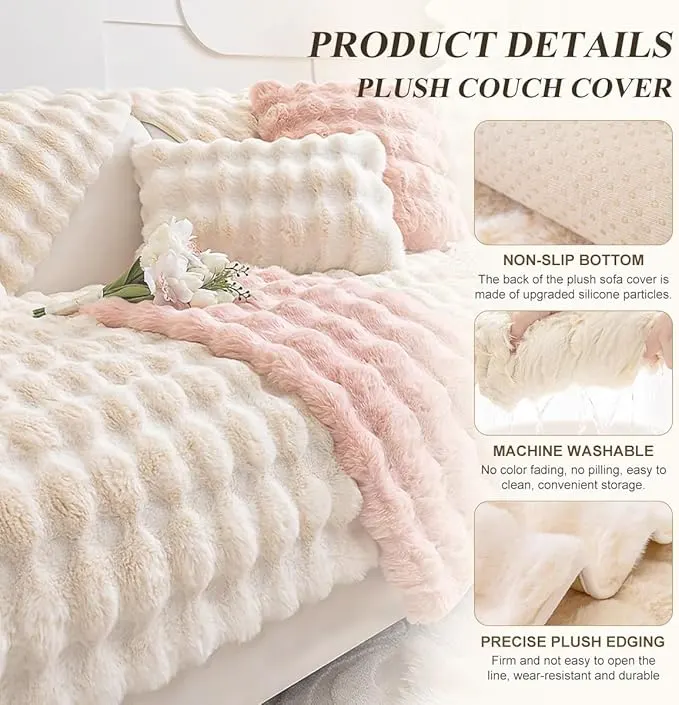 PRODUCT DETAILS
PLUSH COUCH COVER
NON-SLIP BOTTOM
The back of the plush sofa cover is
made of upgraded silicone particles.
MACHINE WASHABLE
No color fading, no pilling, easy to
clean, convenient storage.
PRECISE PLUSH EDGING
Firm and not easy to open the
line, wear-resistant and durable